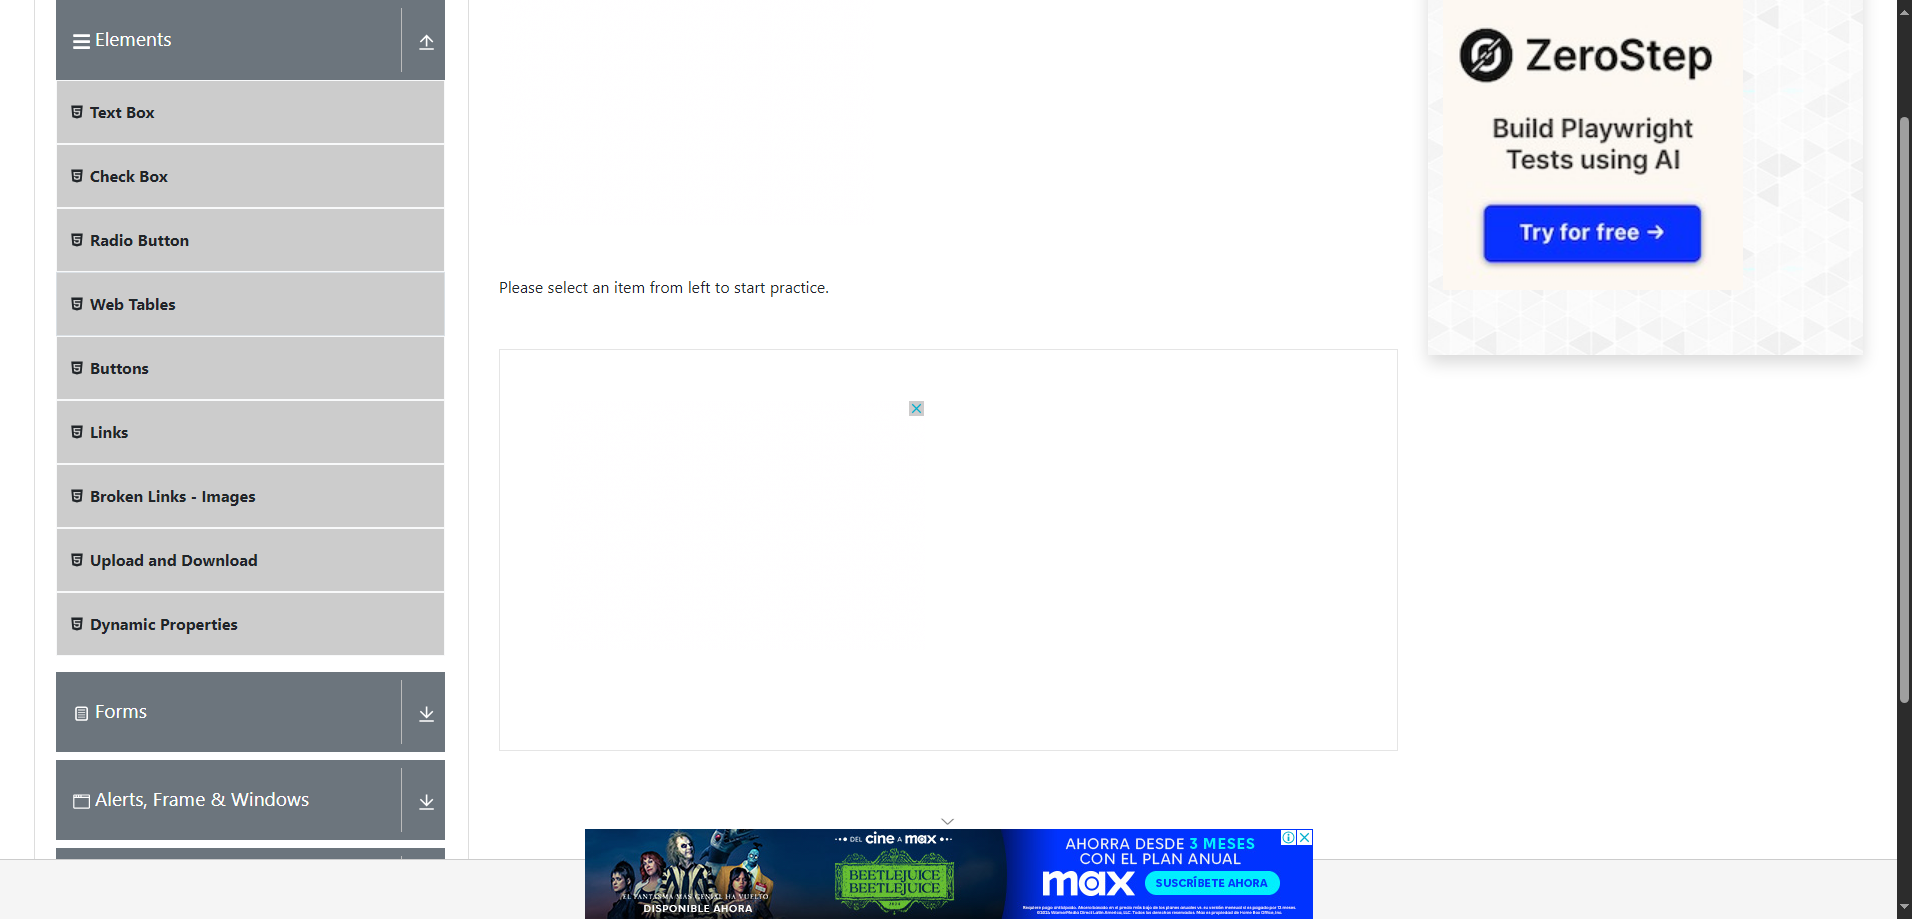 Elements
Text Box
Check Box
Radio Button
Web Tables
Buttons
Links
Broken Links - Images
Upload and Download
Dynamic Properties
Forms
Alerts, Frame & Windows
Please select an item from left to start practice.
ZeroStep
Build Playwright
Tests using AI
Try for free →
DEL cine A max
BEETLEJUICE
BEETLEJUICE
EL FANTASMA MÁS GENIAL HA VUELTO
DISPONIBLE AHORA
AHORRA DESDE 3 MESES
CON EL PLAN ANUAL
max
SUSCRÍBETE AHORA